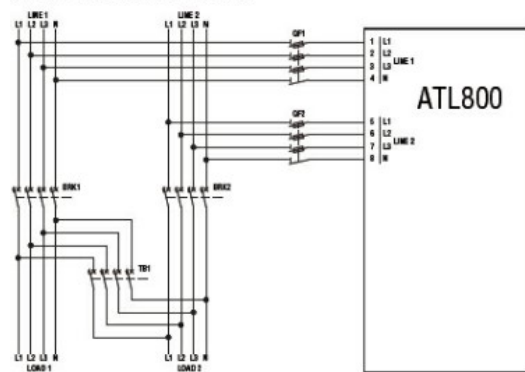 LINE 1 LINE 2
L1 L2 L3 N L1 L2 L3 N
QF1
1 L1
2 L2
3 L3
4 N
LINE 1
ATL800
QF2
5 L1
6 L2
7 L3
8 N
LINE 2
BRK1 BRK2
TB1
L1 L2 L3 N L1 L2 L3 N
LOAD 1 LOAD 2